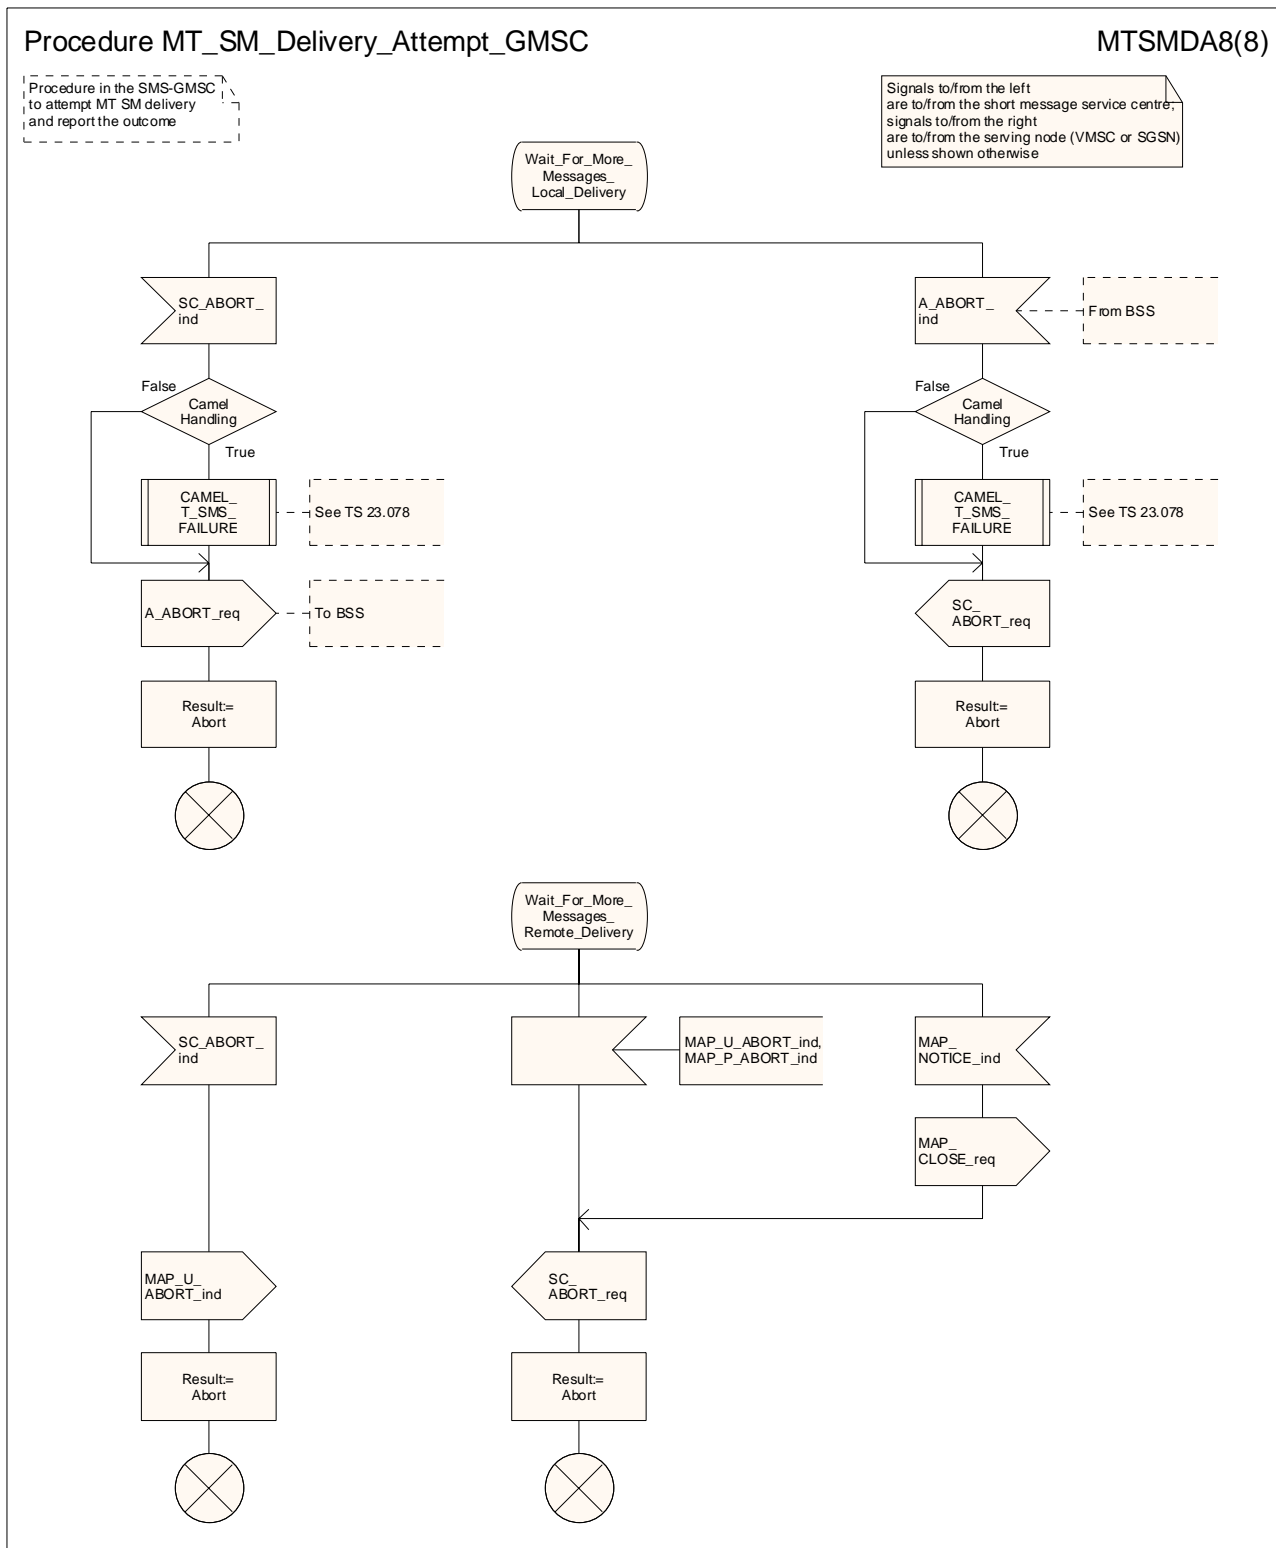 Procedure MT_SM_Delivery_Attempt_GMSC
MTSMDA8(8)
Procedure in the SMS-GMSC
to attempt MT SM delivery
and report the outcome
Signals to/from the left
are to/from the short message service centre;
signals to/from the right
are to/from the serving node (VMSC or SGSN)
unless shown otherwise
Wait_For_More_
Messages_
Local_Delivery
SC_ABORT_
ind
A_ABORT_
ind
From BSS
False
Camel
Handling
True
False
Camel
Handling
True
CAMEL_
T_SMS_
FAILURE
See TS 23.078
CAMEL_
T_SMS_
FAILURE
See TS 23.078
A_ABORT_req
To BSS
SC_
ABORT_req
Result:=
Abort
Result:=
Abort
Wait_For_More_
Messages_
Remote_Delivery
SC_ABORT_
ind
MAP_U_ABORT_ind,
MAP_P_ABORT_ind
MAP_
NOTICE_ind
MAP_
CLOSE_req
MAP_U_
ABORT_ind
SC_
ABORT_req
Result:=
Abort
Result:=
Abort